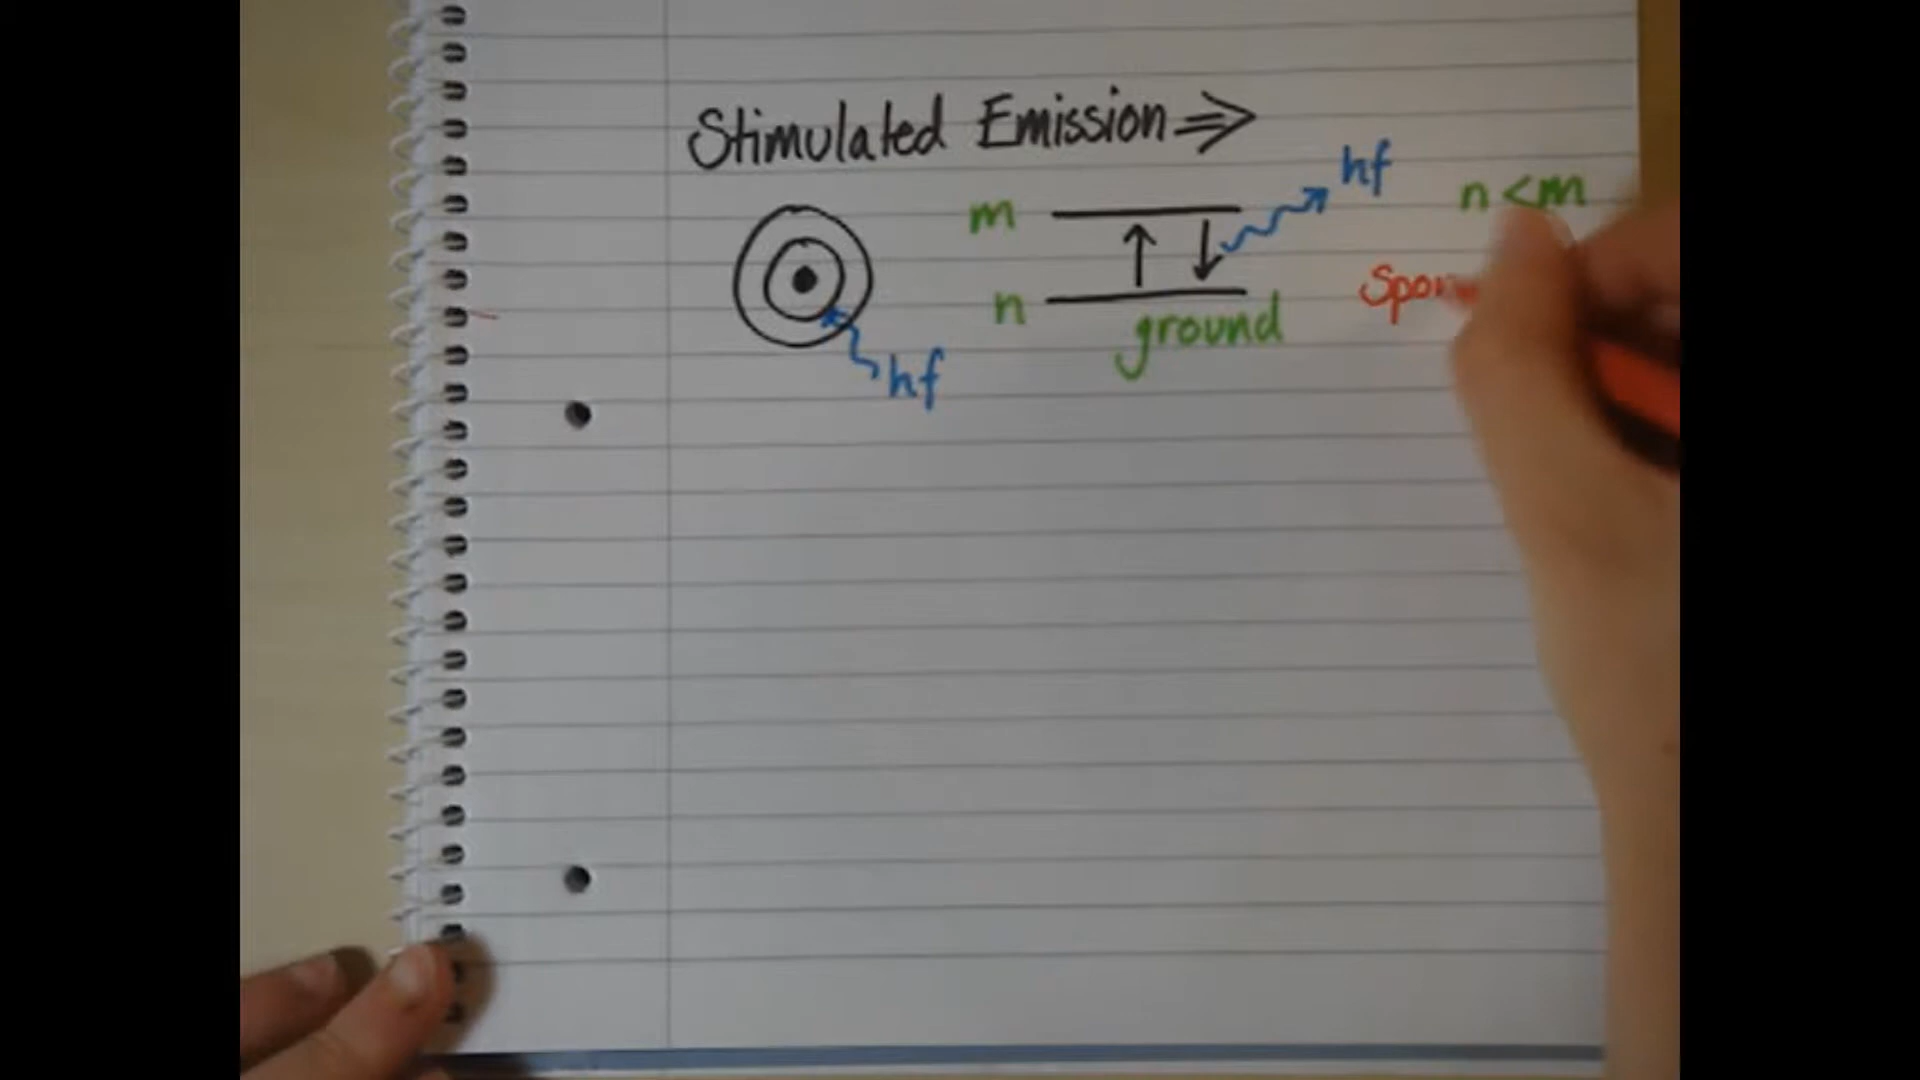 Stimulated Emission ⇒
hf
m
n < m
n
ground
hf